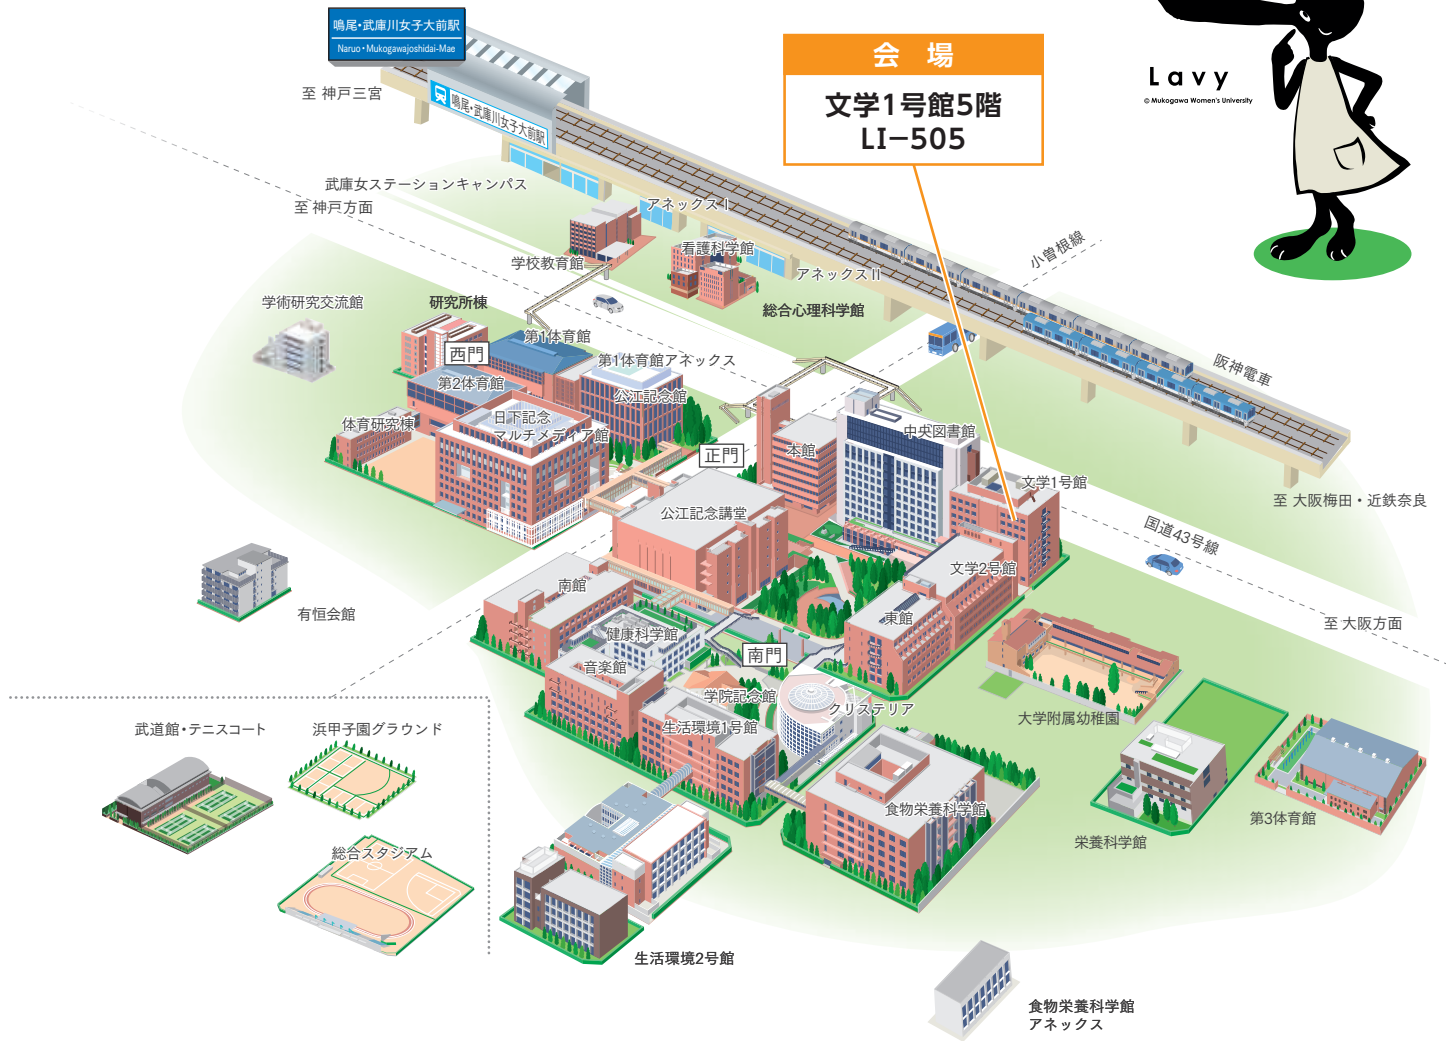 鳴尾・武庫川女子大前駅
Naruo・Mukogawajoshidai-Mae
至 神戸三宮
鳴尾・武庫川女子大前駅
会 場
文学1号館5階
LI−505
Lavy
© Mukogawa Women's University
武庫女ステーションキャンパス
至 神戸方面
アネックスⅠ
学校教育館
看護科学館
アネックスⅡ
小曽根線
総合心理科学館
学術研究交流館
研究所棟
西門
第1体育館
第1体育館アネックス
第2体育館
公江記念館
体育研究棟
日下記念
マルチメディア館
正門
本館
中央図書館
阪神電車
文学1号館
至 大阪梅田・近鉄奈良
公江記念講堂
国道43号線
文学2号館
有恒会館
南館
東館
健康科学館
南門
至 大阪方面
音楽館
学院記念館
クリステリア
大学附属幼稚園
生活環境1号館
武道館・テニスコート
浜甲子園グラウンド
食物栄養科学館
第3体育館
栄養科学館
総合スタジアム
生活環境2号館
食物栄養科学館
アネックス